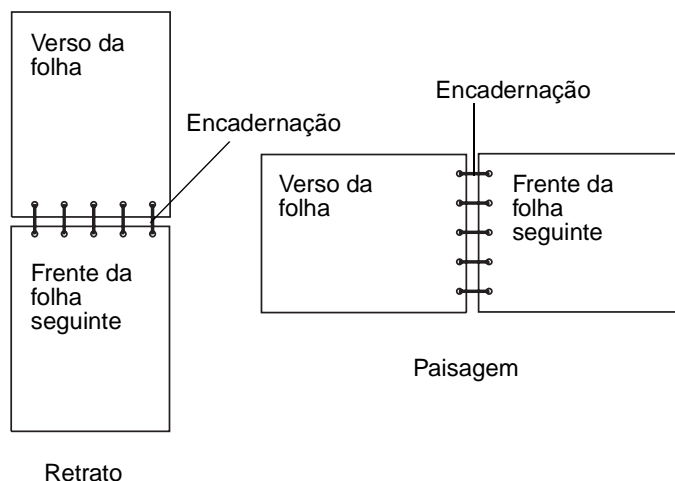 Verso da
folha
Encadernação
Frente da
folha
seguinte
Retrato
Encadernação
Verso da
folha
Frente da
folha
seguinte
Paisagem